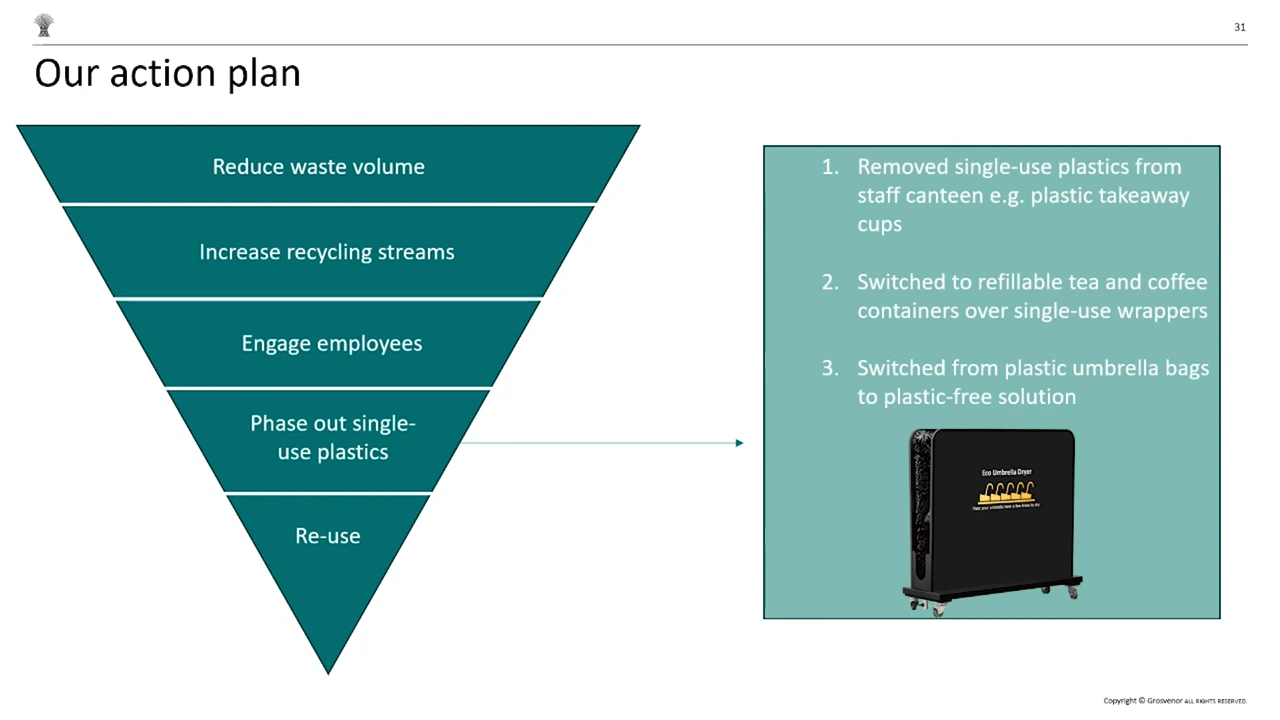 31
Our action plan
Reduce waste volume
Increase recycling streams
Engage employees
Phase out single-
use plastics
Re-use
1. Removed single-use plastics from
staff canteen e.g. plastic takeaway
cups
2. Switched to refillable tea and coffee
containers over single-use wrappers
3. Switched from plastic umbrella bags
to plastic-free solution
Eco Umbrella Dryer
Copyright © Grosvenor ALL RIGHTS RESERVED.